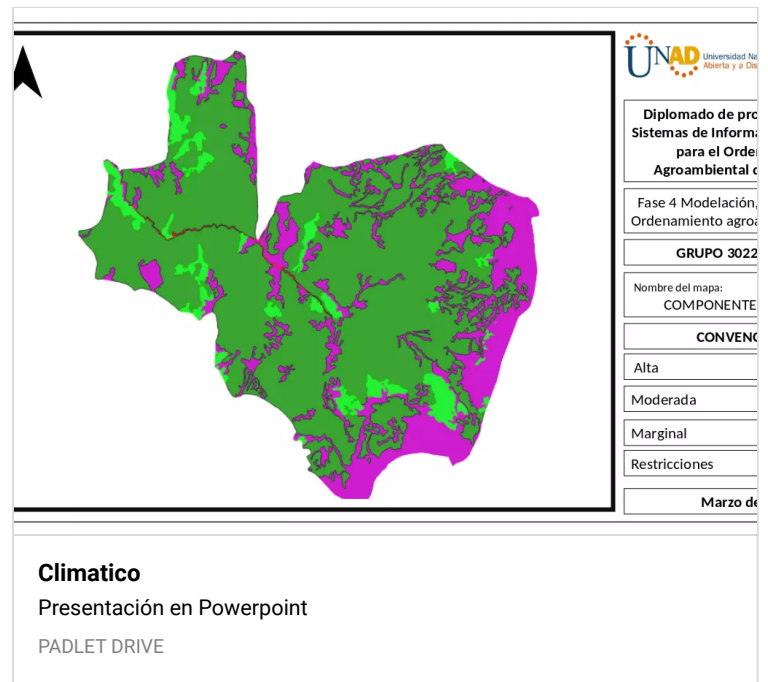 UNAD Universidad Na
Abierta y a Dis
Diplomado de pro
Sistemas de Informa
para el Orde
Agroambiental d
Fase 4 Modelación,
Ordenamiento agroa
GRUPO 3022
Nombre del mapa:
COMPONENTE
CONVENC
Alta
Moderada
Marginal
Restricciones
Marzo de
Climatico
Presentación en Powerpoint
PADLET DRIVE